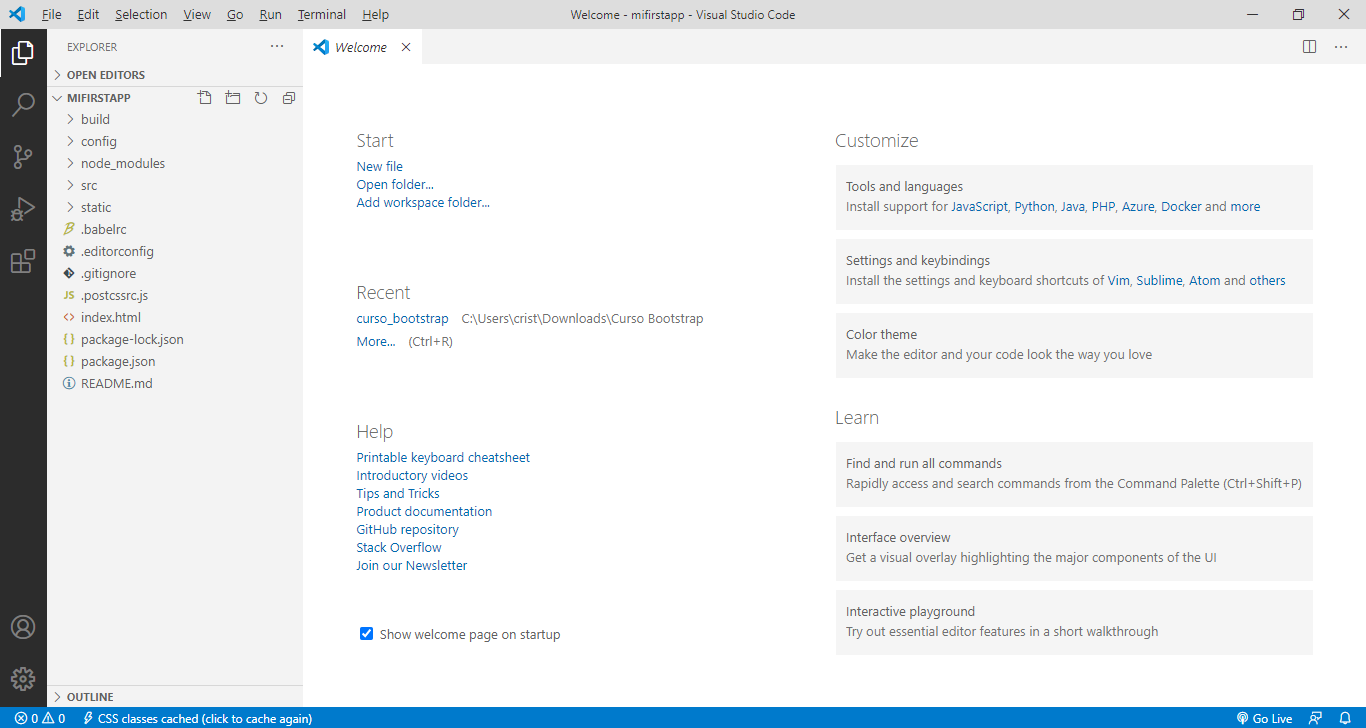 File Edit Selection View Go Run Terminal Help
Welcome - mifirstapp - Visual Studio Code
EXPLORER
OPEN EDITORS
MIFIRSTAPP
build
config
node_modules
src
static
.babelrc
.editorconfig
.gitignore
JS .postcssrc.js
<> index.html
{} package-lock.json
{} package.json
README.md
OUTLINE
Welcome
Start
New file
Open folder...
Add workspace folder...
Recent
curso_bootstrap C:\Users\crist\Downloads\Curso Bootstrap
More... (Ctrl+R)
Help
Printable keyboard cheatsheet
Introductory videos
Tips and Tricks
Product documentation
GitHub repository
Stack Overflow
Join our Newsletter
Show welcome page on startup
Customize
Tools and languages
Install support for JavaScript, Python, Java, PHP, Azure, Docker and more
Settings and keybindings
Install the settings and keyboard shortcuts of Vim, Sublime, Atom and others
Color theme
Make the editor and your code look the way you love
Learn
Find and run all commands
Rapidly access and search commands from the Command Palette (Ctrl+Shift+P)
Interface overview
Get a visual overlay highlighting the major components of the UI
Interactive playground
Try out essential editor features in a short walkthrough
0 0 CSS classes cached (click to cache again)
Go Live